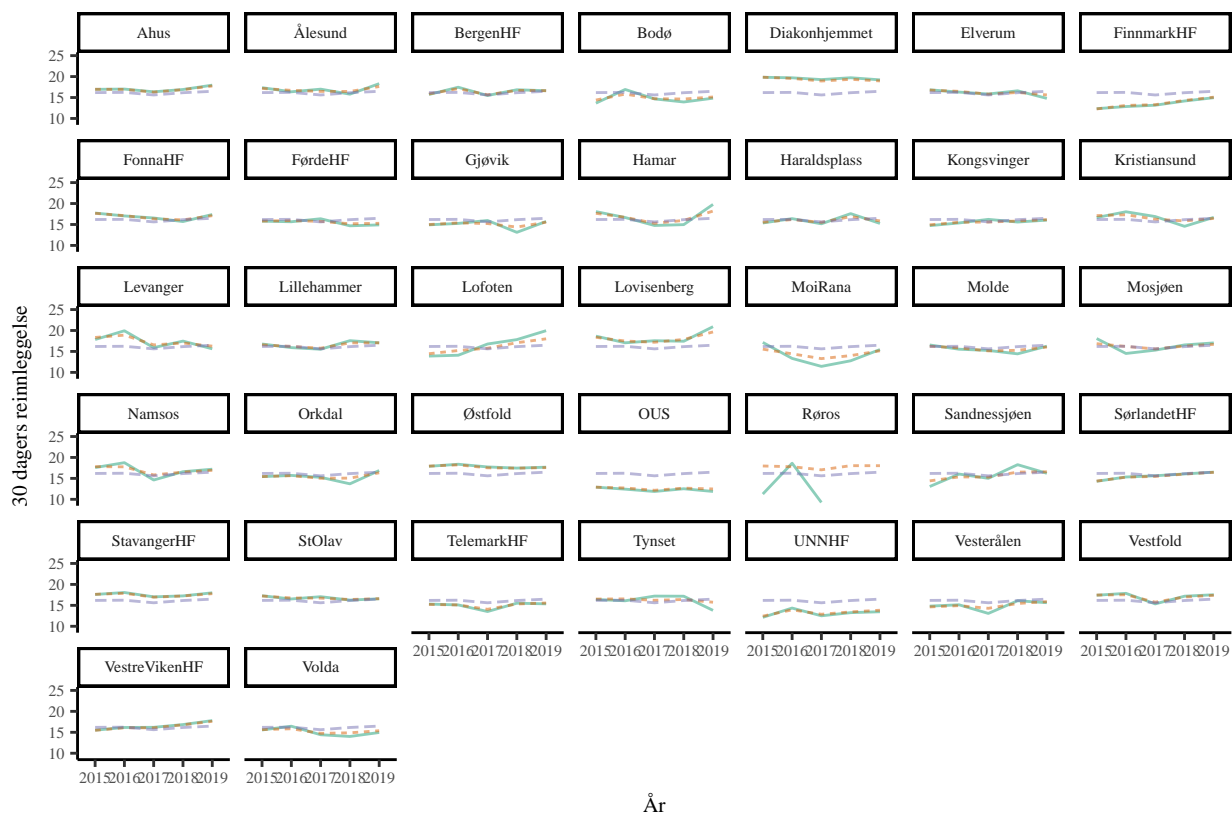 Ahus Ålesund BergenHF Bodø Diakonhjemmet Elverum FinnmarkHF
25
20
15
10
FonnaHF FørdeHF Gjøvik Hamar Haraldsplass Kongsvinger Kristiansund
25
20
15
10
Levanger Lillehammer Lofoten Lovisenberg MoiRana Molde Mosjøen
25
20
15
10
30 dagers reinnleggelse
Namsos Orkdal Østfold OUS Røros Sandnessjøen SørlandetHF
25
20
15
10
StavangerHF StOlav TelemarkHF Tynset UNNHF Vesterålen Vestfold
25
20
15
10
2015 2016 2017 2018 2019 2015 2016 2017 2018 2019 2015 2016 2017 2018 2019 2015 2016 2017 2018 2019 2015 2016 2017 2018 2019
VestreVikenHF Volda
25
20
15
10
2015 2016 2017 2018 2019 2015 2016 2017 2018 2019
År